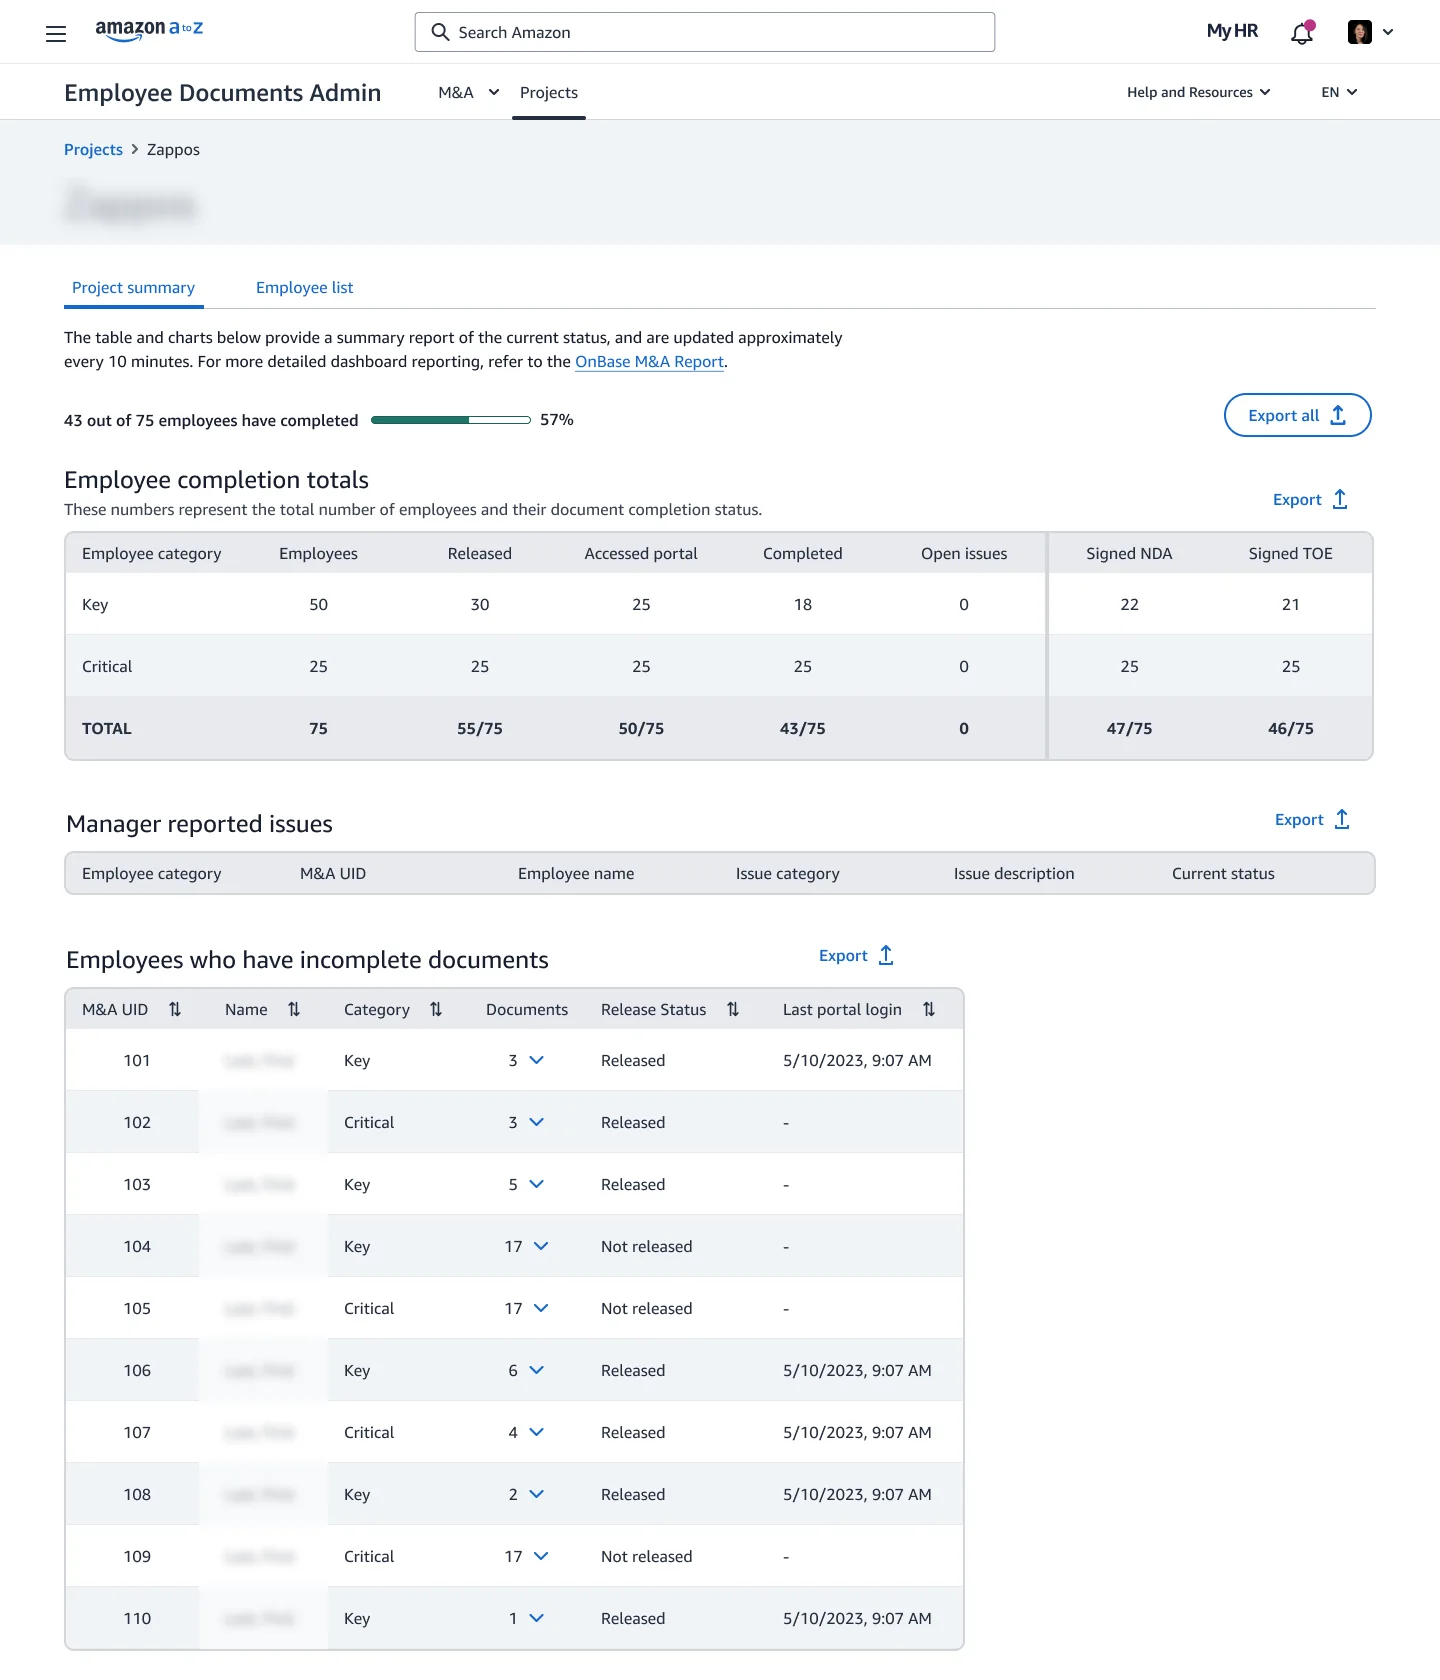 amazon a to Z
Search Amazon
My HR
Employee Documents Admin
M&A
Projects
Help and Resources
EN
Projects > Zappos
Project summary
Employee list
The table and charts below provide a summary report of the current status, and are updated approximately
every 10 minutes. For more detailed dashboard reporting, refer to the OnBase M&A Report.
43 out of 75 employees have completed 57%
Export all
Employee completion totals
Export
These numbers represent the total number of employees and their document completion status.
Employee category Employees Released Accessed portal Completed Open issues Signed NDA Signed TOE
Key 50 30 25 18 0 22 21
Critical 25 25 25 25 0 25 25
TOTAL 75 55/75 50/75 43/75 0 47/75 46/75
Manager reported issues
Export
Employee category M&A UID Employee name Issue category Issue description Current status
Employees who have incomplete documents
Export
M&A UID Name Category Documents Release Status Last portal login
101 Key 3 Released 5/10/2023, 9:07 AM
102 Critical 3 Released -
103 Key 5 Released -
104 Key 17 Not released -
105 Critical 17 Not released -
106 Key 6 Released 5/10/2023, 9:07 AM
107 Critical 4 Released 5/10/2023, 9:07 AM
108 Key 2 Released 5/10/2023, 9:07 AM
109 Critical 17 Not released -
110 Key 1 Released 5/10/2023, 9:07 AM